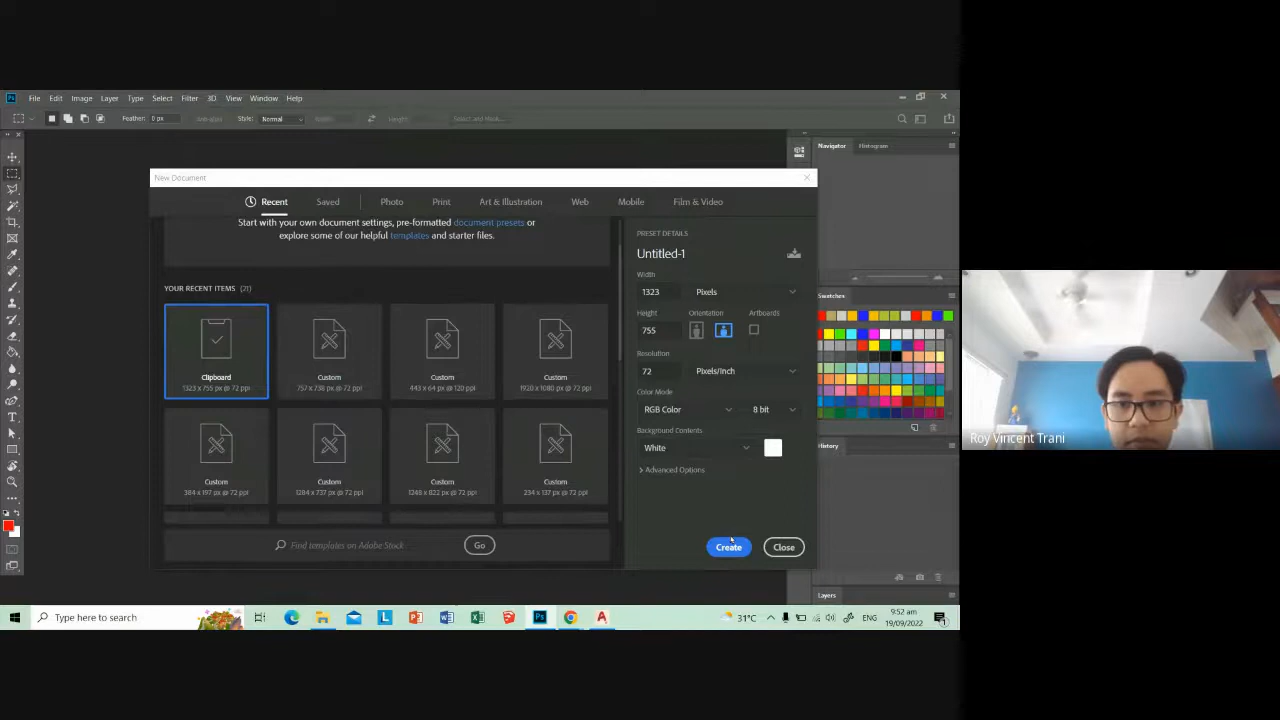 Ps File Edit Image Layer Type Select Filter 3D View Window Help
Feather: 0 px Anti-alias Style: Normal Width: Height: Select and Mask...
Navigator Histogram
New Document
Recent Saved Photo Print Art & Illustration Web Mobile Film & Video
Start with your own document settings, pre-formatted document presets or
explore some of our helpful templates and starter files.
YOUR RECENT ITEMS (21)
Clipboard Custom Custom Custom
1323 x 755 px @ 72 ppi 757 x 738 px @ 72 ppi 443 x 64 px @ 120 ppi 1920 x 1080 px @ 72 ppi
Custom Custom Custom Custom
384 x 197 px @ 72 ppi 1284 x 737 px @ 72 ppi 1248 x 822 px @ 72 ppi 234 x 137 px @ 72 ppi
Find templates on Adobe Stock Go
PRESET DETAILS
Untitled-1
Width
1323 Pixels
Height Orientation Artboards
755
Resolution
72 Pixels/Inch
Color Mode
RGB Color 8 bit
Background Contents
White
Advanced Options
Create Close
Swatches
History
Layers
Roy Vincent Trani
Type here to search
31°C ENG 9:52 am
19/09/2022